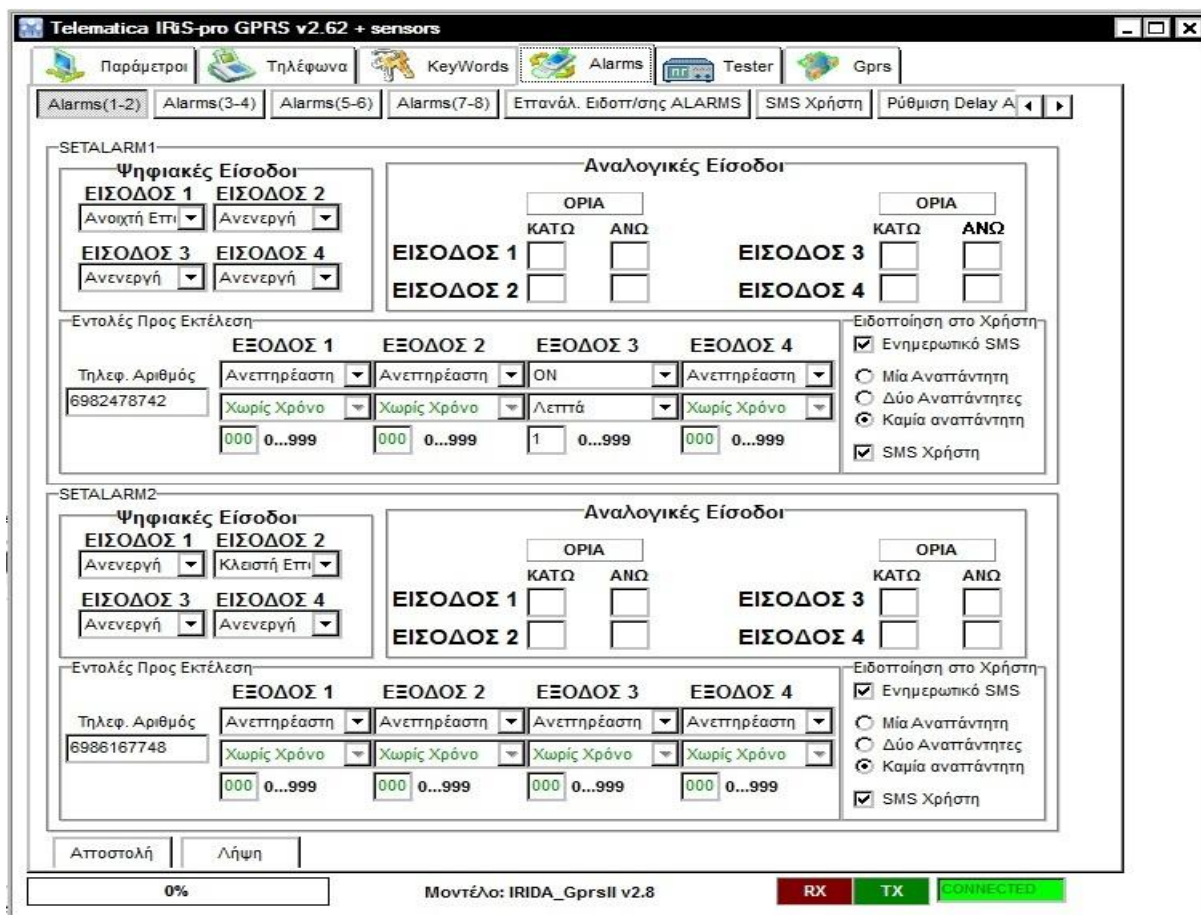 Telematica IRiS-pro GPRS v2.62 + sensors
Παράμετροι Τηλέφωνα KeyWords Alarms Tester Gprs
Alarms(1-2) Alarms(3-4) Alarms(5-6) Alarms(7-8) Επανάλ. Ειδοπ/σης ALARMS SMS Χρήστη Ρύθμιση Delay A
SETALARM1
Ψηφιακές Είσοδοι Αναλογικές Είσοδοι
ΕΙΣΟΔΟΣ 1 ΕΙΣΟΔΟΣ 2 ΟΡΙΑ ΟΡΙΑ
Ανοιχτή Επι Ανενεργή ΚΑΤΩ ΑΝΩ ΚΑΤΩ ΑΝΩ
ΕΙΣΟΔΟΣ 3 ΕΙΣΟΔΟΣ 4 ΕΙΣΟΔΟΣ 1 ΕΙΣΟΔΟΣ 3
Ανενεργή Ανενεργή ΕΙΣΟΔΟΣ 2 ΕΙΣΟΔΟΣ 4
Εντολές Προς Εκτέλεση Ειδοποίηση στο Χρήστη
ΕΞΟΔΟΣ 1 ΕΞΟΔΟΣ 2 ΕΞΟΔΟΣ 3 ΕΞΟΔΟΣ 4 Ενημερωτικό SMS
Τηλεφ. Αριθμός Ανεπηρέαστη Ανεπηρέαστη ON Ανεπηρέαστη Μία Αναπάντητη
6982478742 Χωρίς Χρόνο Χωρίς Χρόνο Λεπτά Χωρίς Χρόνο Δύο Αναπάντητες
Καμία αναπάντητη
000 0...999 000 0...999 1 0...999 000 0...999 SMS Χρήστη
SETALARM2
Ψηφιακές Είσοδοι Αναλογικές Είσοδοι
ΕΙΣΟΔΟΣ 1 ΕΙΣΟΔΟΣ 2 ΟΡΙΑ ΟΡΙΑ
Ανενεργή Κλειστή Επι ΚΑΤΩ ΑΝΩ ΚΑΤΩ ΑΝΩ
ΕΙΣΟΔΟΣ 3 ΕΙΣΟΔΟΣ 4 ΕΙΣΟΔΟΣ 1 ΕΙΣΟΔΟΣ 3
Ανενεργή Ανενεργή ΕΙΣΟΔΟΣ 2 ΕΙΣΟΔΟΣ 4
Εντολές Προς Εκτέλεση Ειδοποίηση στο Χρήστη
ΕΞΟΔΟΣ 1 ΕΞΟΔΟΣ 2 ΕΞΟΔΟΣ 3 ΕΞΟΔΟΣ 4 Ενημερωτικό SMS
Τηλεφ. Αριθμός Ανεπηρέαστη Ανεπηρέαστη Ανεπηρέαστη Ανεπηρέαστη Μία Αναπάντητη
6986167748 Χωρίς Χρόνο Χωρίς Χρόνο Χωρίς Χρόνο Χωρίς Χρόνο Δύο Αναπάντητες
Καμία αναπάντητη
000 0...999 000 0...999 000 0...999 000 0...999 SMS Χρήστη
Αποστολή Λήψη
0% Μοντέλο: IRIDA_GprsII v2.8 RX TX CONNECTED